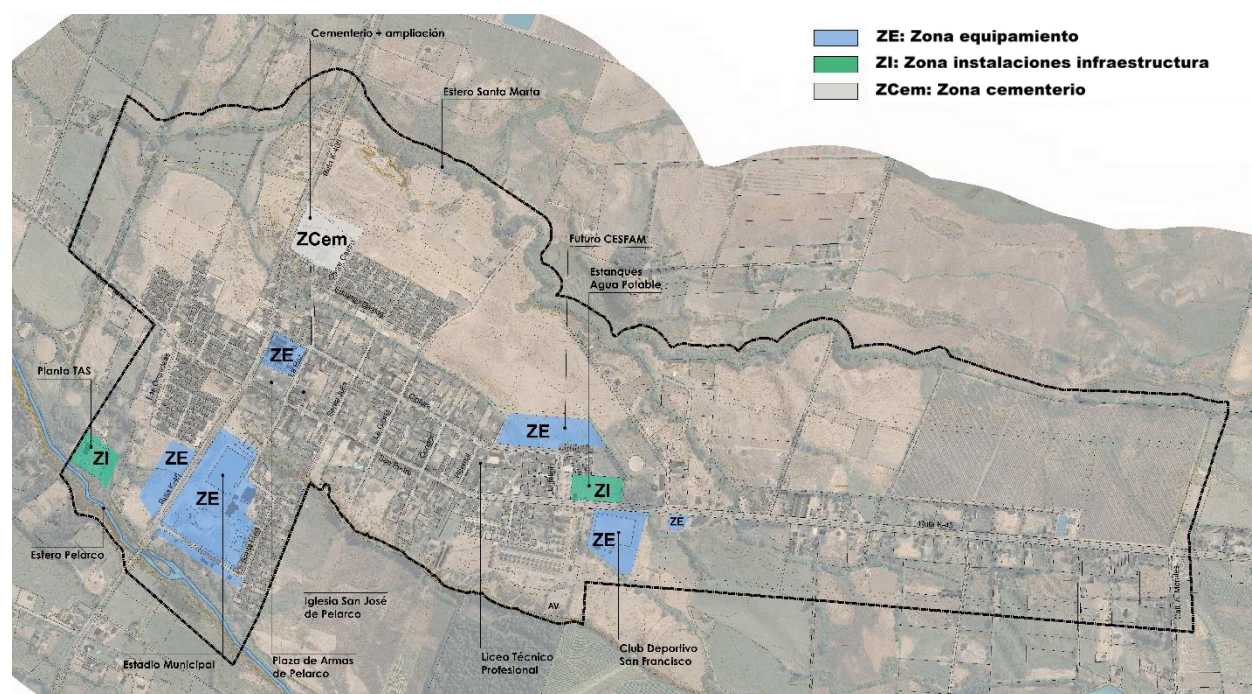 ZE: Zona equipamiento
ZI: Zona instalaciones infraestructura
ZCem: Zona cementerio
Cementerio + ampliación
Estero Santa Marta
ZCem
Futuro CESFAM
Estanques
Agua Potable
ZE
Planta TAS
San Pedro
ZE
ZI
ZE
ZE
ZI
ZE
ZE
Ruta K-45
Estero Pelarco
Iglesia San José
de Pelarco
AV
Estadio Municipal
Plaza de Armas
de Pelarco
Liceo Técnico
Profesional
Club Deportivo
San Francisco